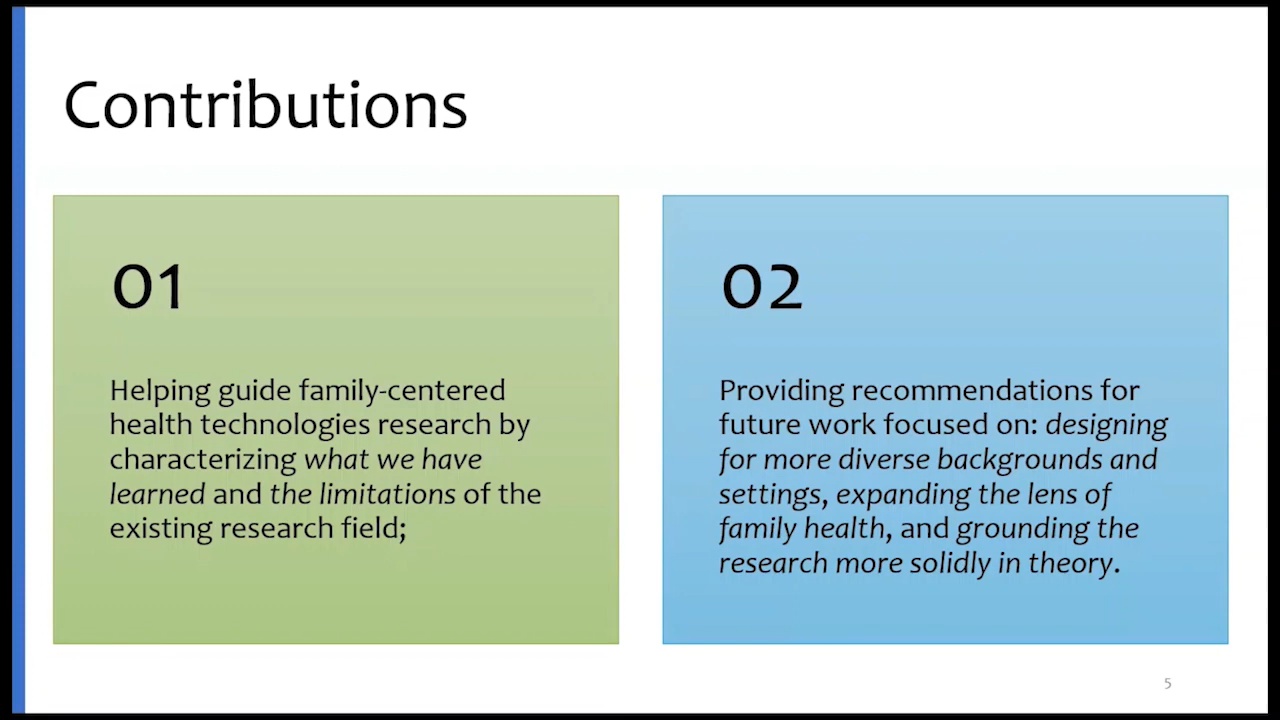 Contributions
01
Helping guide family-centered
health technologies research by
characterizing what we have
learned and the limitations of the
existing research field;
02
Providing recommendations for
future work focused on: designing
for more diverse backgrounds and
settings, expanding the lens of
family health, and grounding the
research more solidly in theory.
5